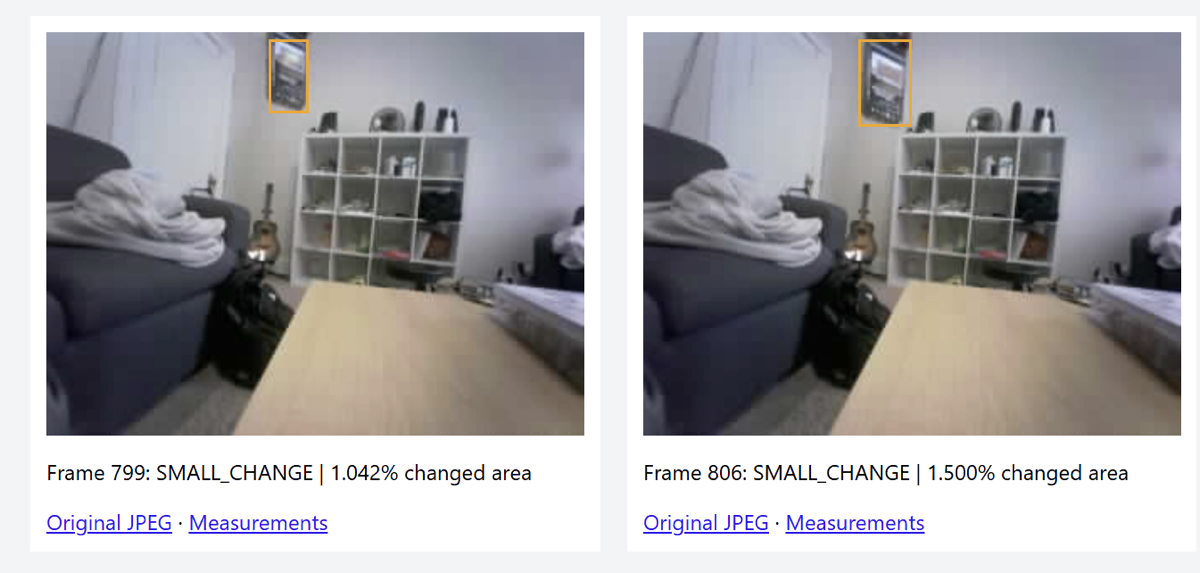 Frame 799: SMALL_CHANGE | 1.042% changed area
Original JPEG · Measurements
Frame 806: SMALL_CHANGE | 1.500% changed area
Original JPEG · Measurements